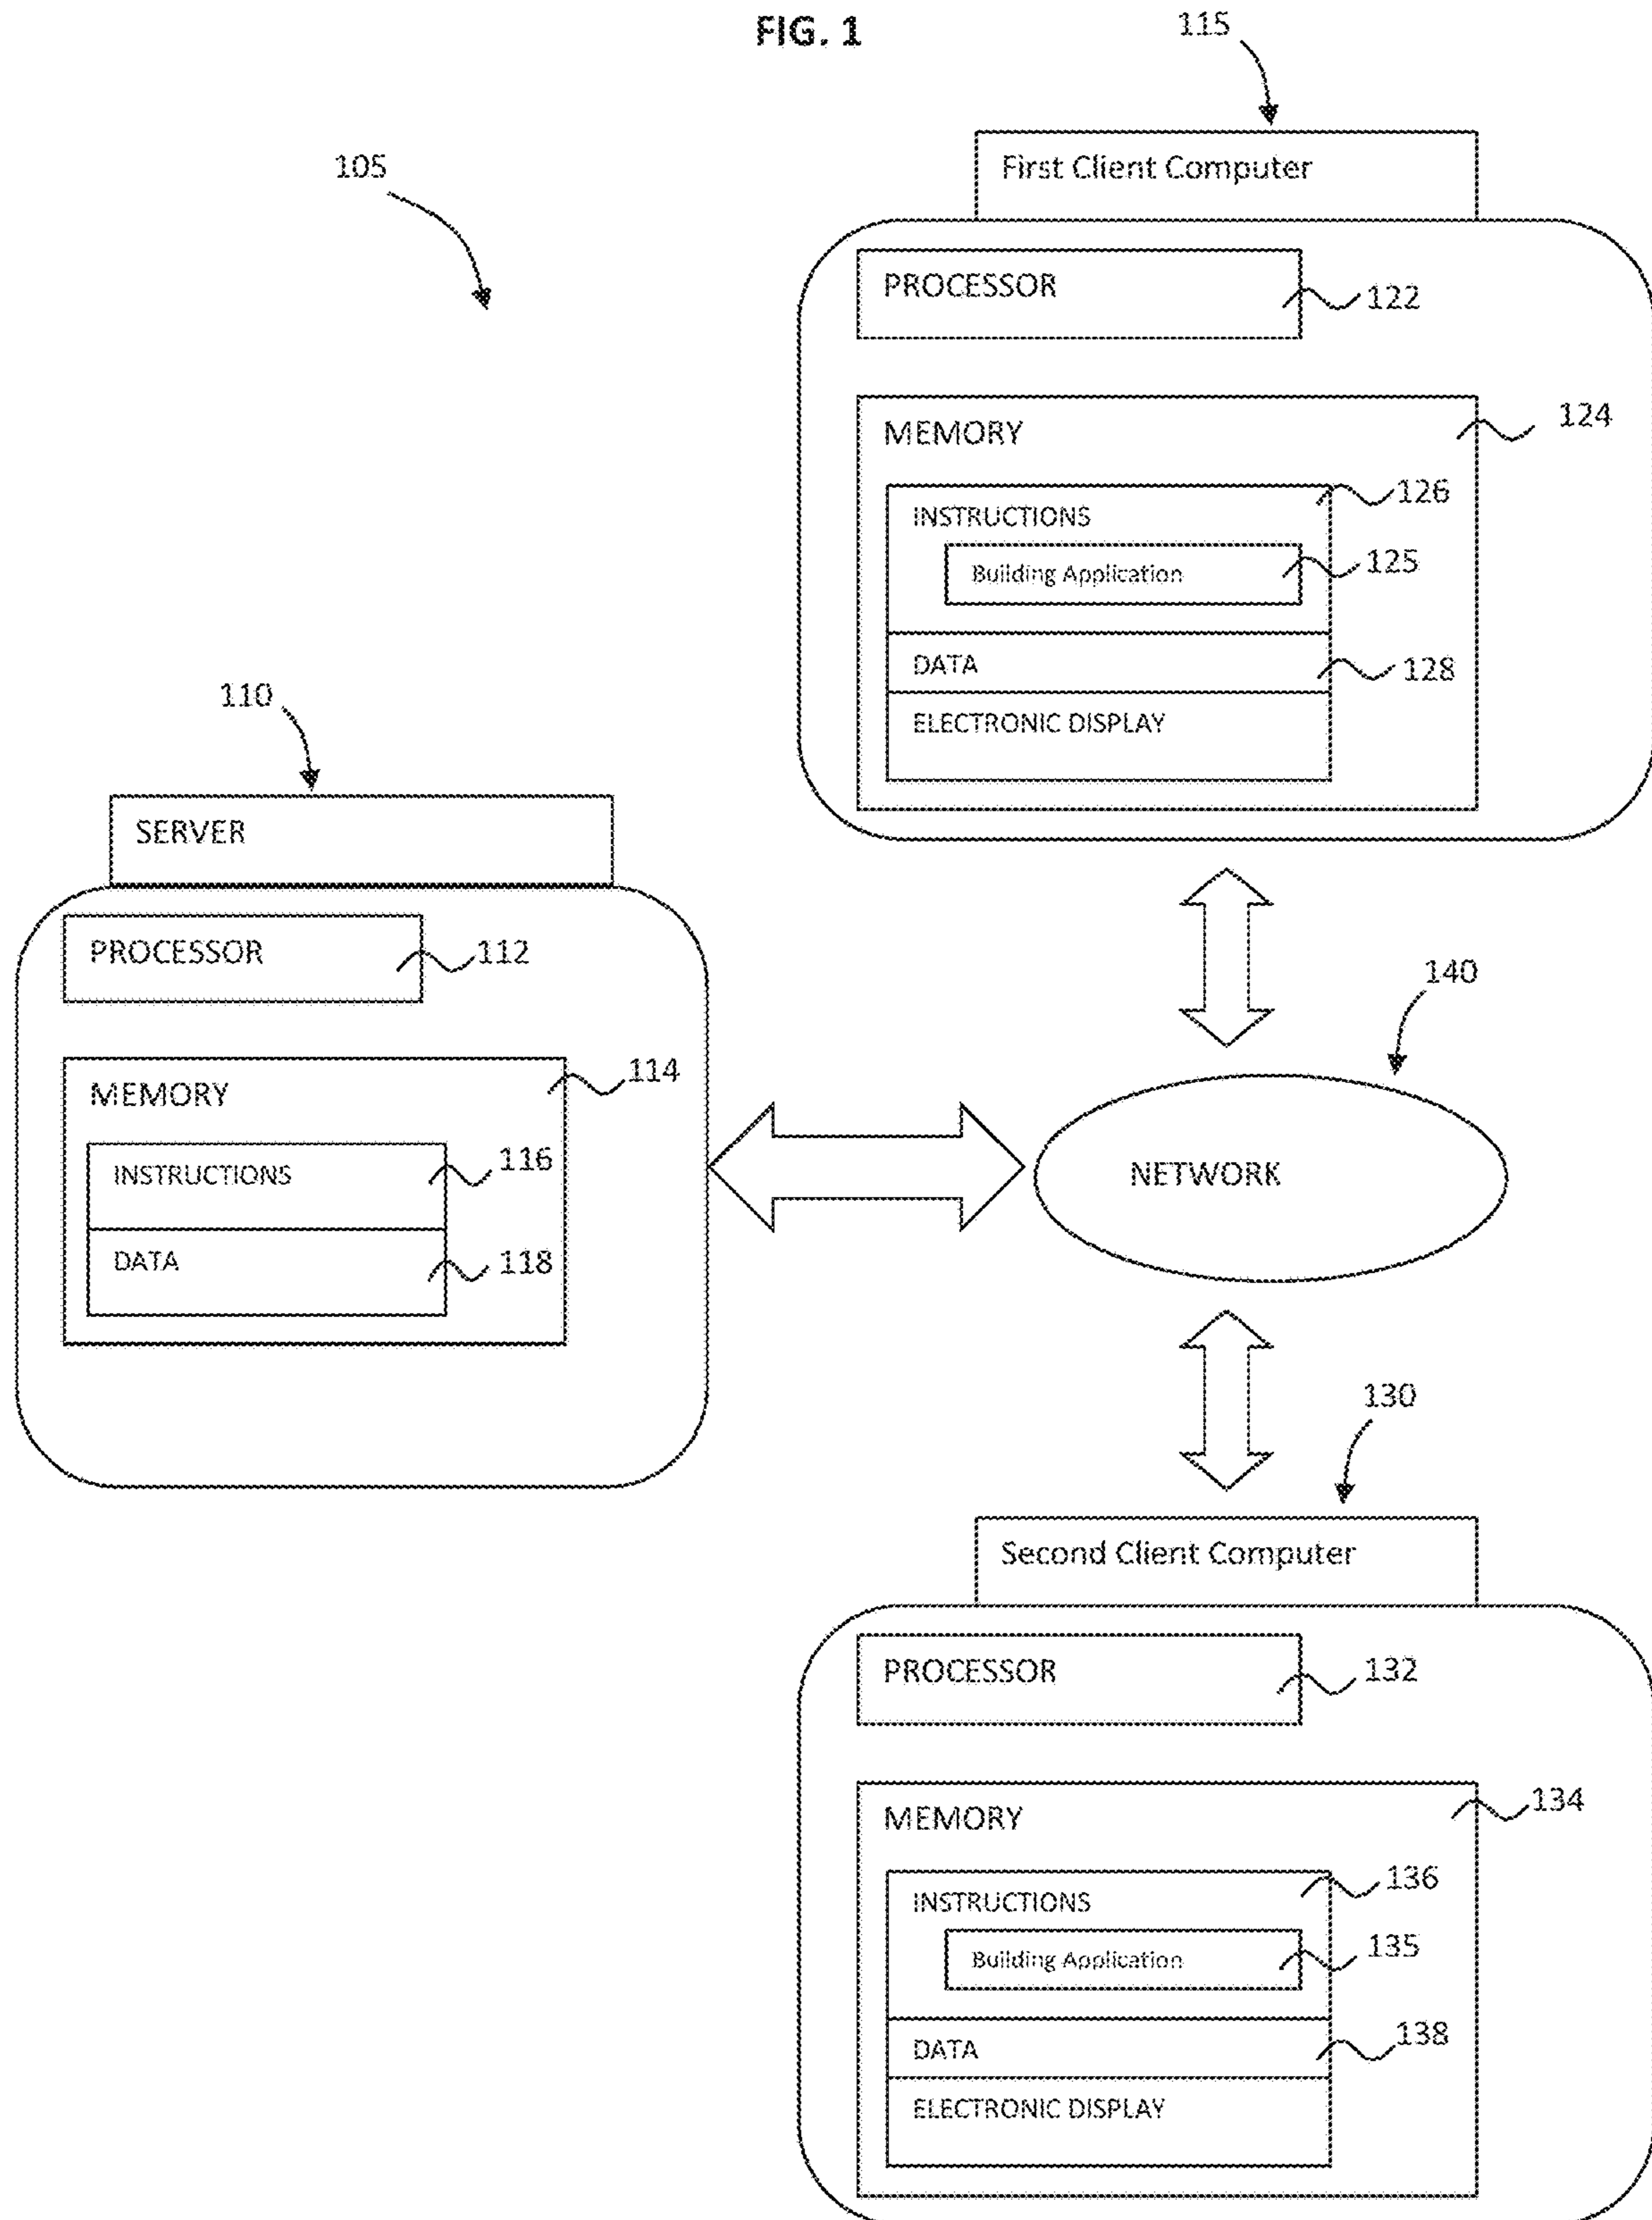 FIG. 1
115
105
First Client Computer
PROCESSOR
122
MEMORY
124
INSTRUCTIONS
126
Building Application
125
DATA
128
ELECTRONIC DISPLAY
110
SERVER
PROCESSOR
112
MEMORY
114
INSTRUCTIONS
116
DATA
118
140
NETWORK
130
Second Client Computer
PROCESSOR
132
MEMORY
134
INSTRUCTIONS
136
Building Application
135
DATA
138
ELECTRONIC DISPLAY